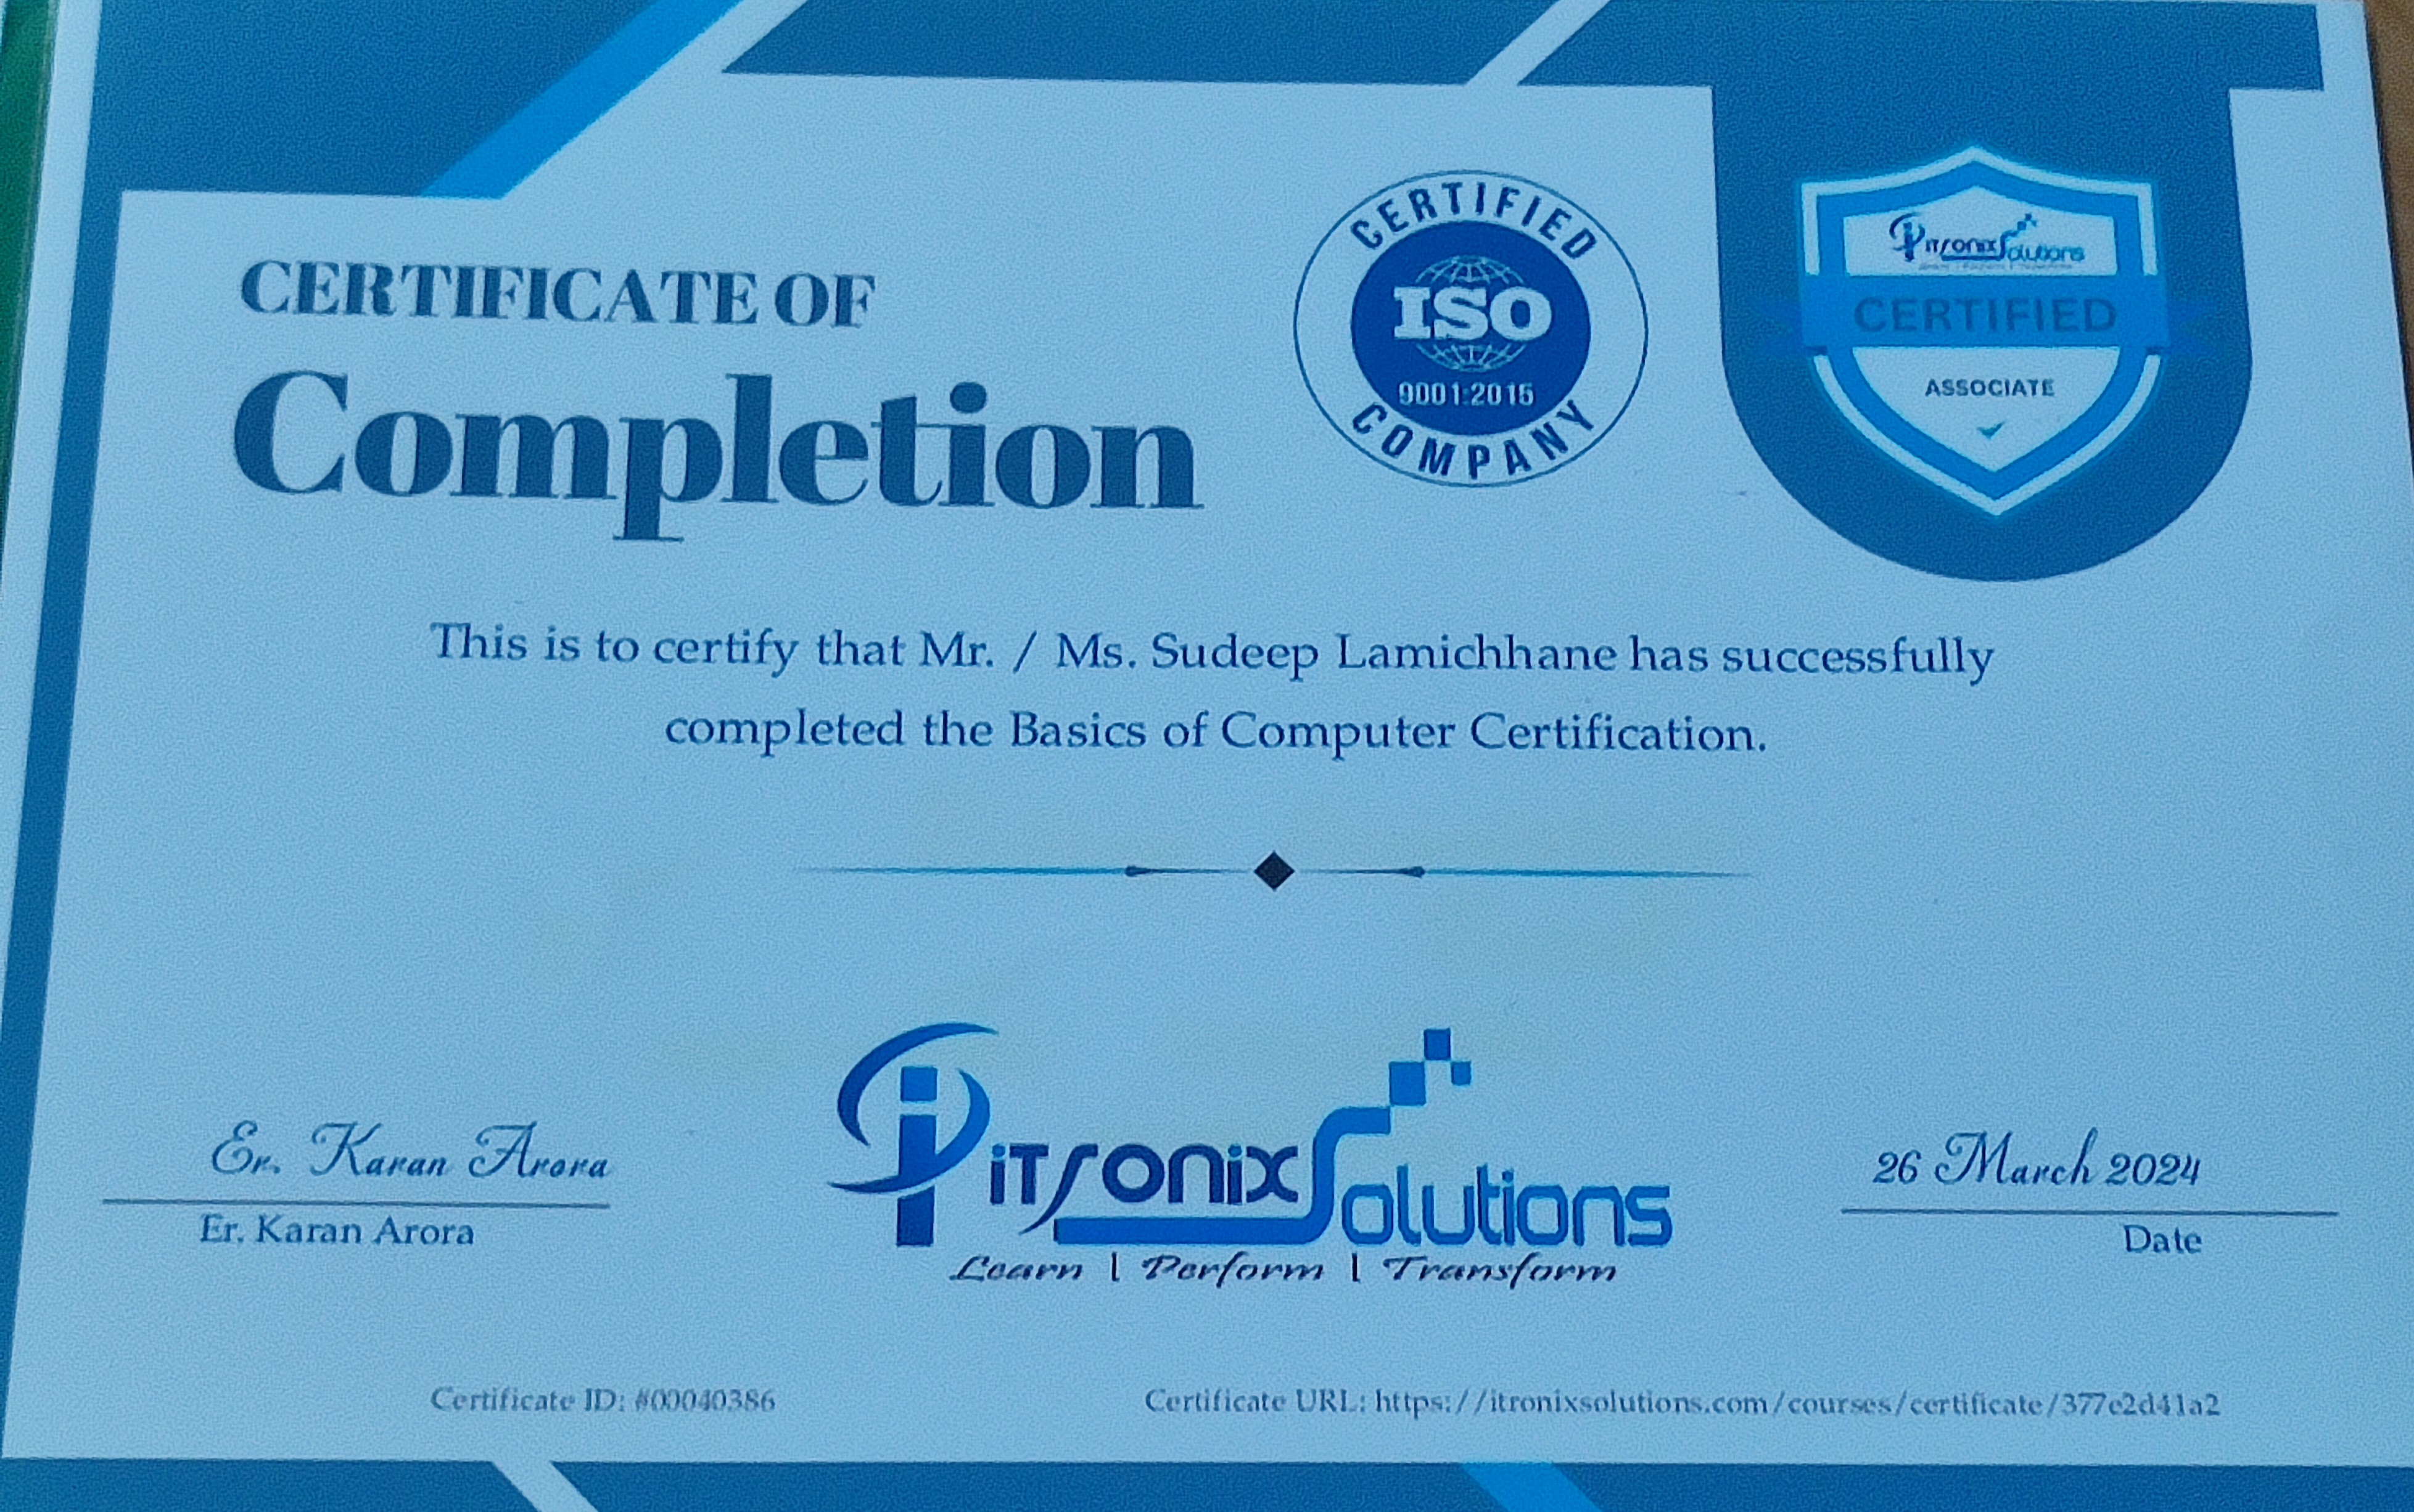 CERTIFICATE OF
Completion
CERTIFIED
ISO
9001:2015
COMPANY
iTronix Solutions
CERTIFIED
ASSOCIATE
This is to certify that Mr. / Ms. Sudeep Lamichhane has successfully
completed the Basics of Computer Certification.
Er. Karan Arora
Er. Karan Arora
iTronix Solutions
Learn | Perform | Transform
26 March 2024
Date
Certificate ID: #00040386
Certificate URL: https://itronixsolutions.com/courses/certificate/377e2d41a2